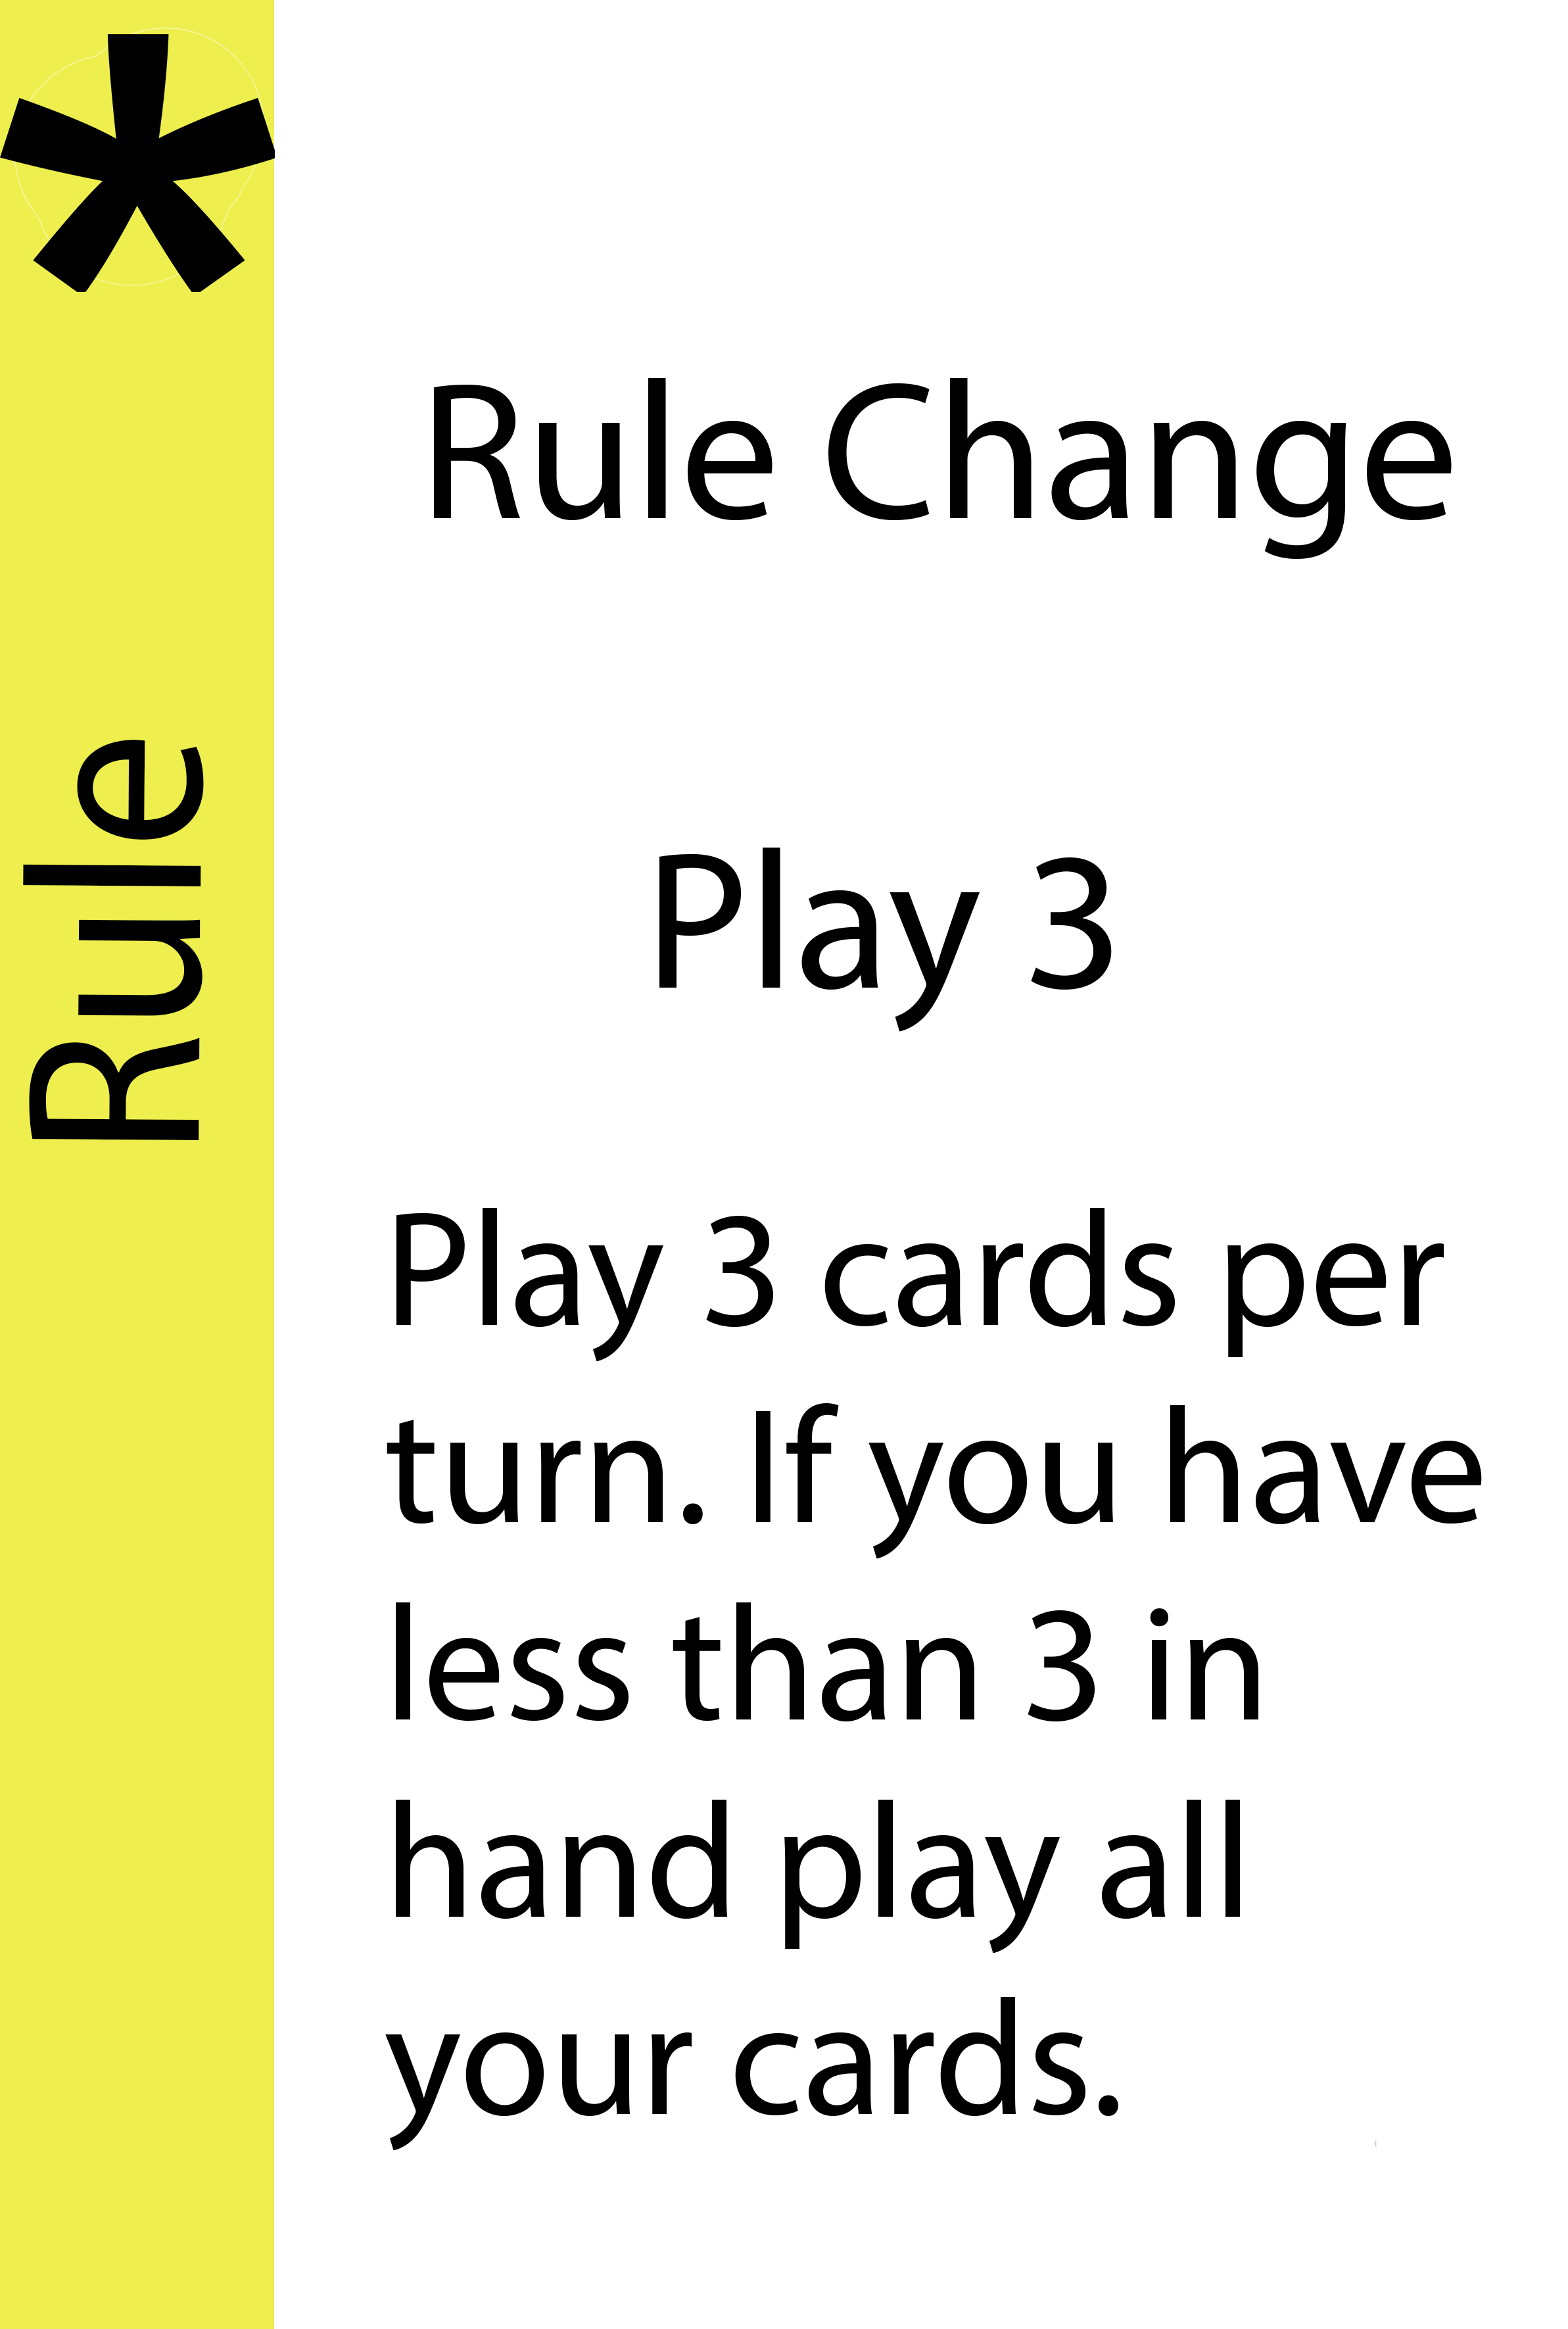 Rule
Rule Change
Play 3
Play 3 cards per
turn. If you have
less than 3 in
hand play all
your cards.